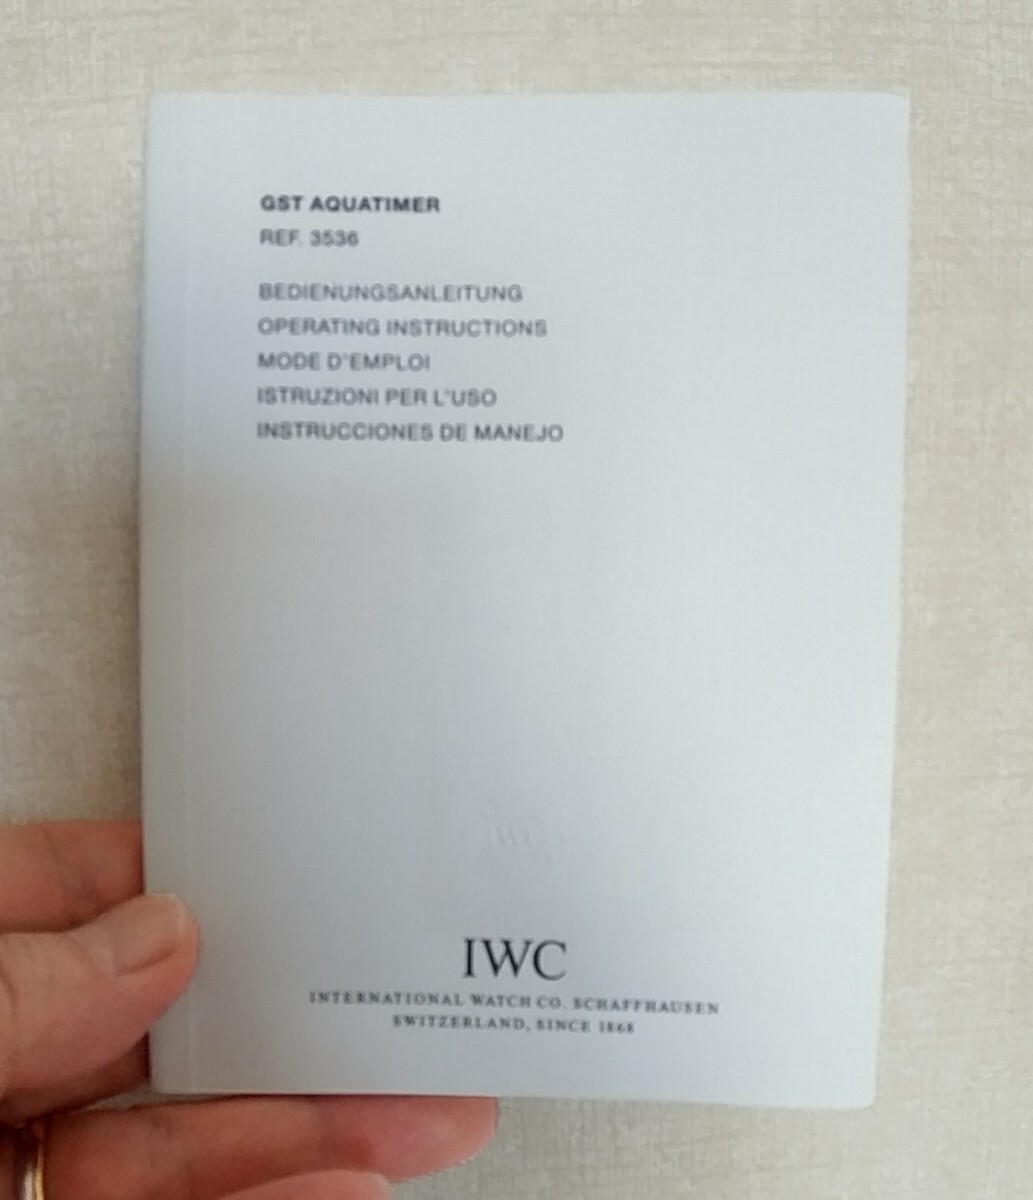 GST AQUATIMER
REF. 3536
BEDIENUNGSANLEITUNG
OPERATING INSTRUCTIONS
MODE D'EMPLOI
ISTRUZIONI PER L'USO
INSTRUCCIONES DE MANEJO
IWC
IWC
INTERNATIONAL WATCH CO. SCHAFFHAUSEN
SWITZERLAND, SINCE 1868